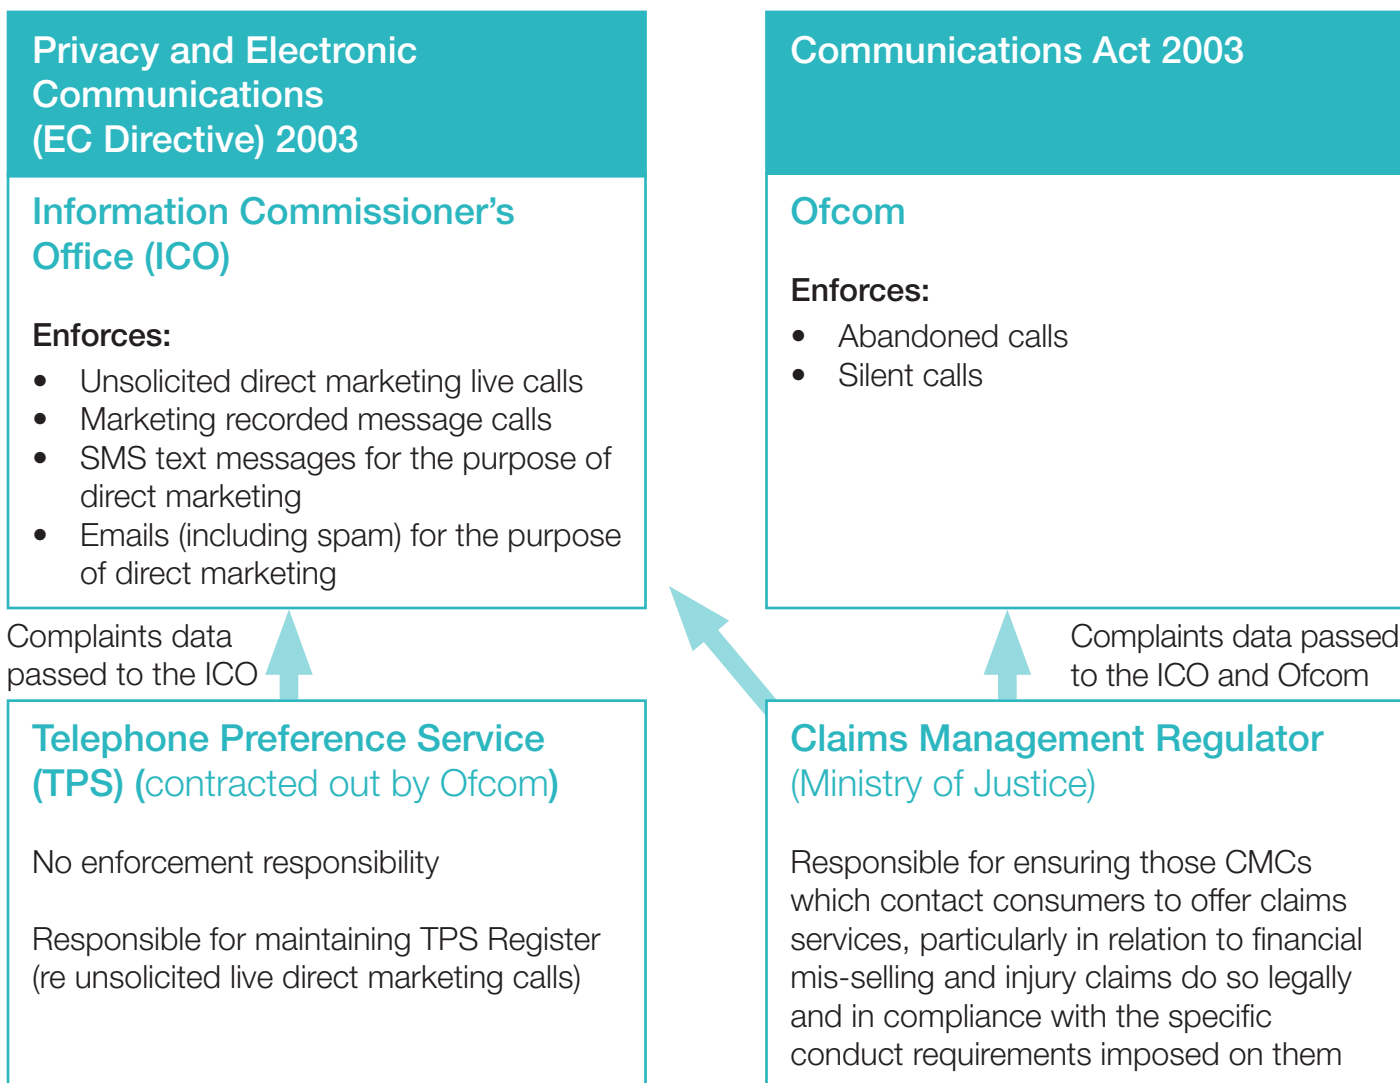 Privacy and Electronic
Communications
(EC Directive) 2003
Information Commissioner’s
Office (ICO)
Enforces:
• Unsolicited direct marketing live calls
• Marketing recorded message calls
• SMS text messages for the purpose of
direct marketing
• Emails (including spam) for the purpose
of direct marketing
Communications Act 2003
Ofcom
Enforces:
• Abandoned calls
• Silent calls
Complaints data
passed to the ICO
Complaints data passed
to the ICO and Ofcom
Telephone Preference Service
(TPS) (contracted out by Ofcom)
No enforcement responsibility
Responsible for maintaining TPS Register
(re unsolicited live direct marketing calls)
Claims Management Regulator
(Ministry of Justice)
Responsible for ensuring those CMCs
which contact consumers to offer claims
services, particularly in relation to financial
mis-selling and injury claims do so legally
and in compliance with the specific
conduct requirements imposed on them